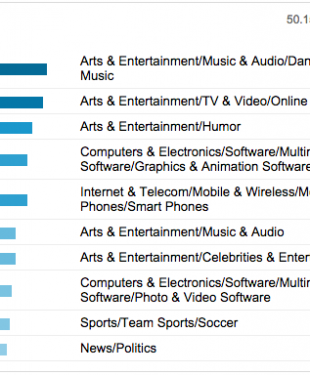 50.1
Arts & Entertainment/Music & Audio/Dan
Music
Arts & Entertainment/TV & Video/Online
Arts & Entertainment/Humor
Computers & Electronics/Software/Multi
Software/Graphics & Animation Software
Internet & Telecom/Mobile & Wireless/M
Phones/Smart Phones
Arts & Entertainment/Music & Audio
Arts & Entertainment/Celebrities & Enter
Computers & Electronics/Software/Multi
Software/Photo & Video Software
Sports/Team Sports/Soccer
News/Politics